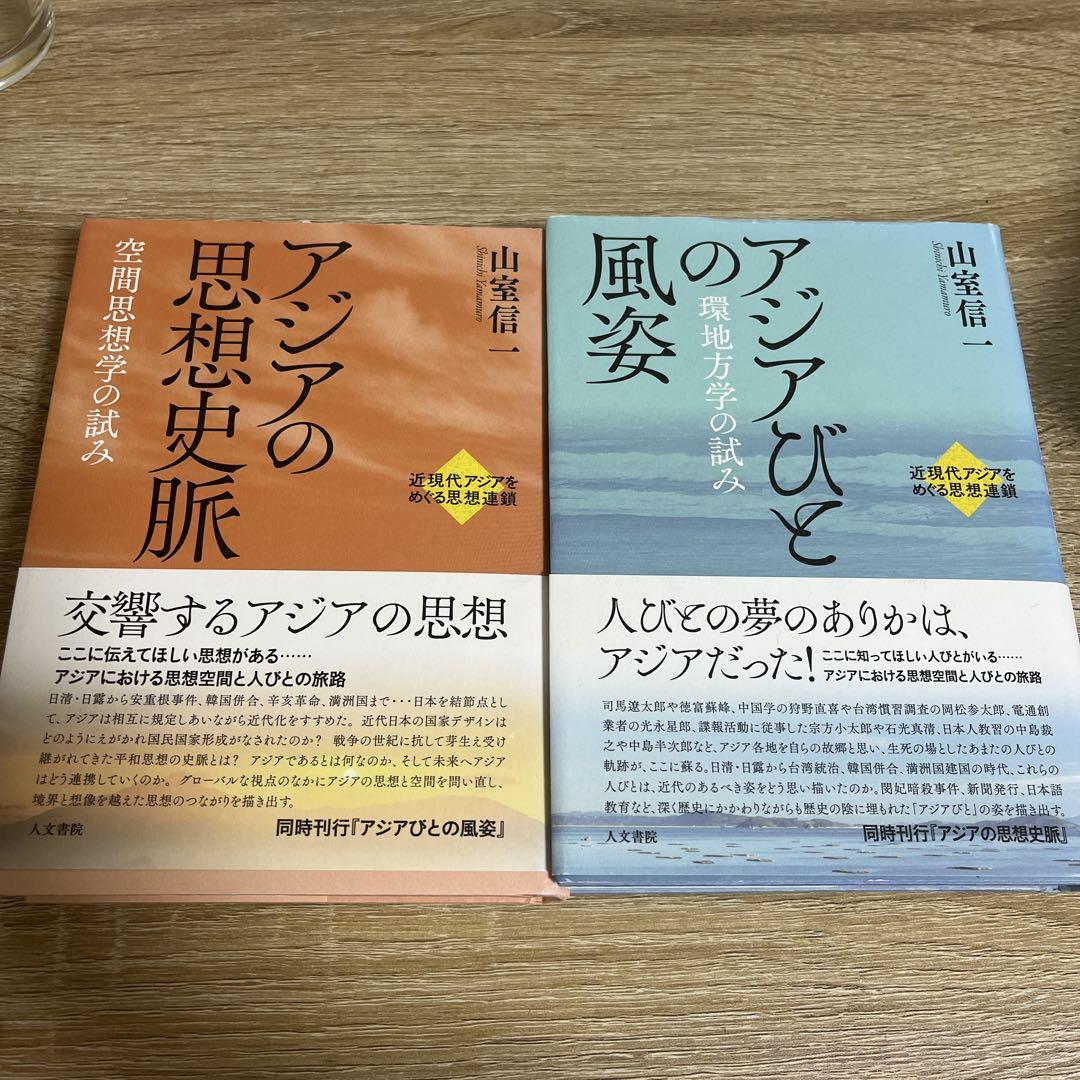 山室信一
Shinichi Yamamuro
アジアの
思想史脈
空間思想学の試み
近現代アジアを
めぐる思想連鎖
交響するアジアの思想
ここに伝えてほしい思想がある……
アジアにおける思想空間と人びとの旅路
日清・日露から安重根事件、韓国併合、辛亥革命、満洲国まで・・・日本を結節点とし
て、アジアは相互に規定しあいながら近代化をすすめた。近代日本の国家デザインは
どのようにえがかれ国民国家形成がなされたのか? 戦争の世紀に抗して芽生え受け
継がれてきた平和思想の史脈とは? アジアであるとは何なのか、そして未来へアジア
はどう連携していくのか。グローバルな視点のなかにアジアの思想と空間を問い直し、
境界と想像を越えた思想のつながりを描き出す。
人文書院
同時刊行『アジアびとの風姿』
山室信一
Shinichi Yamamuro
アジアびと
の風姿
環地方学の試み
近現代アジアを
めぐる思想連鎖
人びとの夢のありかは、
アジアだった!
ここに知ってほしい人びとがいる……
アジアにおける思想空間と人びとの旅路
司馬遼太郎や徳富蘇峰、中国学の狩野直喜や台湾慣習調査の岡松参太郎、電通創
業者の光永星郎、諜報活動に従事した宗方小太郎や石光真清、日本人教習の中島裁
之や中島半次郎など、アジア各地を自らの故郷と思い、生死の場としたあまたの人びとの
軌跡が、ここに蘇る。日清・日露から台湾統治、韓国併合、満洲国建国の時代、これらの
人びとは、近代のあるべき姿をどう思い描いたのか。閔妃暗殺事件、新聞発行、日本語
教育など、深く歴史にかかわりながらも歴史の陰に埋もれた「アジアびと」の姿を描き出す。
人文書院
同時刊行『アジアの思想史脈』